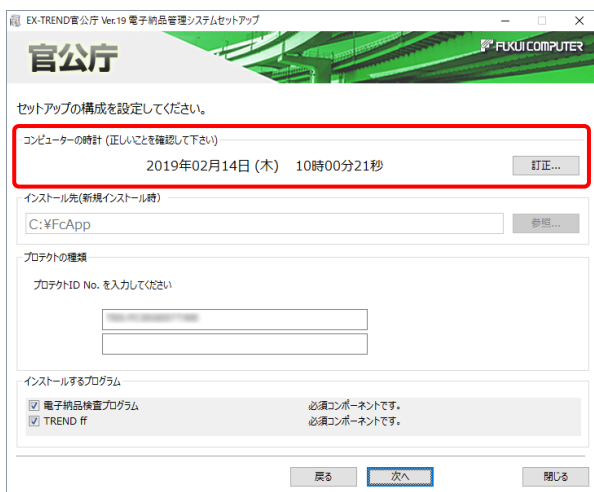 EX-TREND官公庁 Ver.19 電子納品管理システムセットアップ
官公庁
FUKUI COMPUTER
セットアップの構成を設定してください。
コンピューターの時計 (正しいことを確認して下さい)
2019年02月14日 (木) 10時00分21秒
訂正...
インストール先(新規インストール時)
C:¥FcApp
参照...
プロテクトの種類
プロテクトID No. を入力してください
インストールするプログラム
電子納品検査プログラム 必須コンポーネントです。
TREND ff 必須コンポーネントです。
戻る 次へ 閉じる